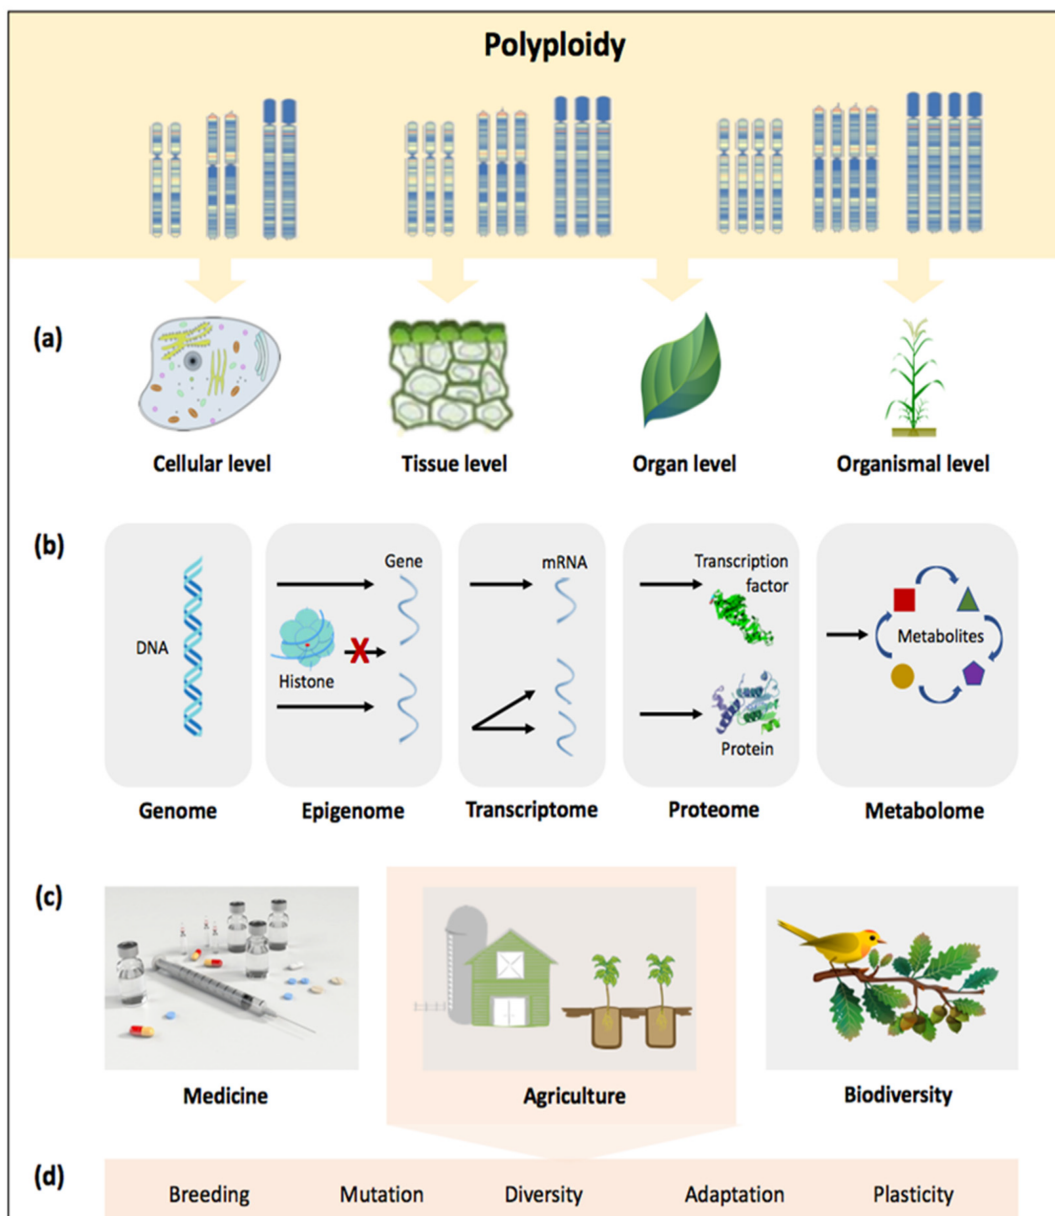 Polyploidy
(a)
Cellular level
Tissue level
Organ level
Organismal level
(b)
DNA
Histone
X
Gene
mRNA
Transcription
factor
Protein
Metabolites
Genome
Epigenome
Transcriptome
Proteome
Metabolome
(c)
Medicine
Agriculture
Biodiversity
(d)
Breeding
Mutation
Diversity
Adaptation
Plasticity